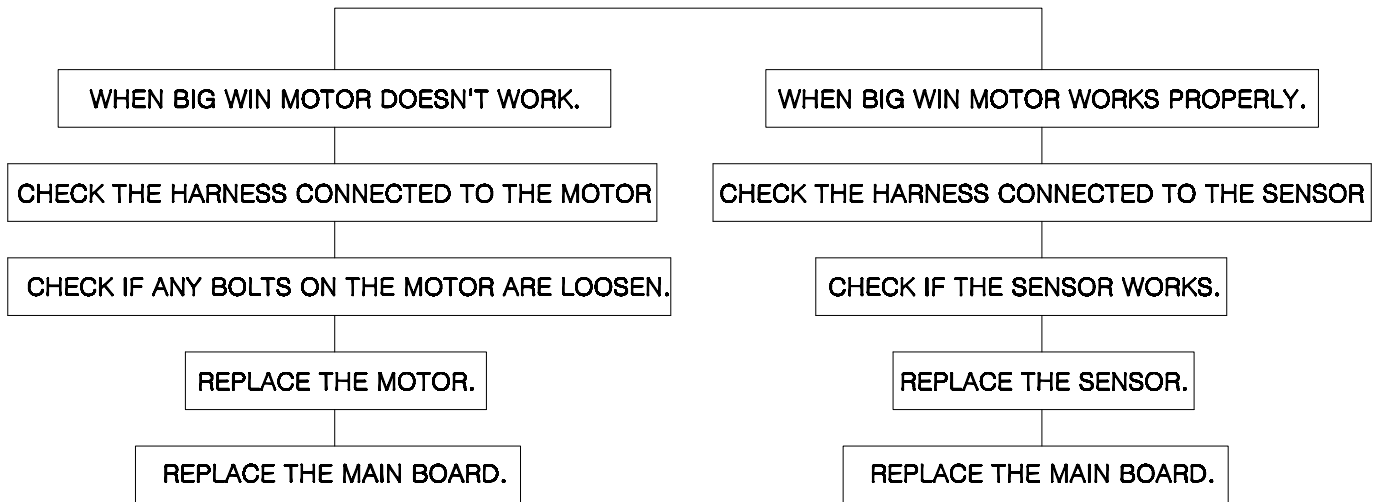 WHEN BIG WIN MOTOR DOESN'T WORK.
CHECK THE HARNESS CONNECTED TO THE MOTOR
CHECK IF ANY BOLTS ON THE MOTOR ARE LOOSEN.
REPLACE THE MOTOR.
REPLACE THE MAIN BOARD.
WHEN BIG WIN MOTOR WORKS PROPERLY.
CHECK THE HARNESS CONNECTED TO THE SENSOR
CHECK IF THE SENSOR WORKS.
REPLACE THE SENSOR.
REPLACE THE MAIN BOARD.